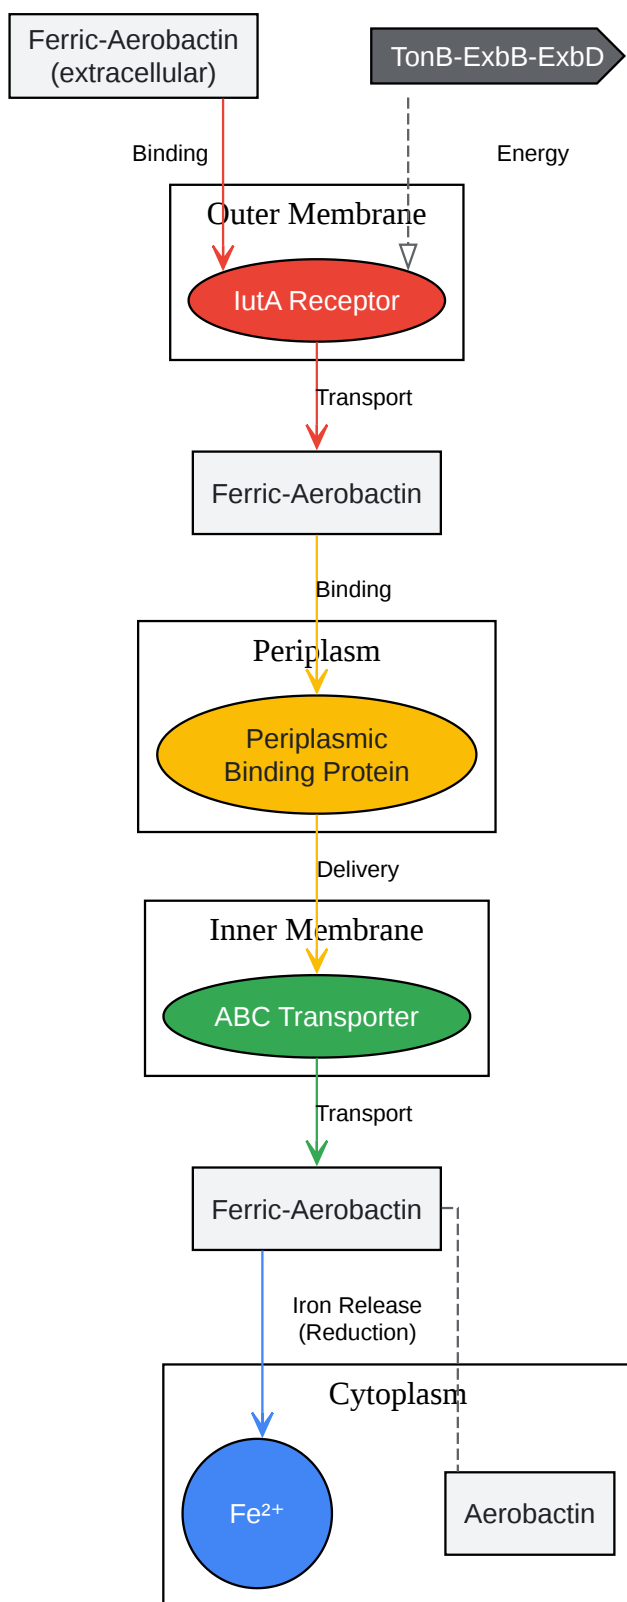 Ferric-Aerobactin
(extracellular)
TonB-ExbB-ExbD
Binding
Energy
Outer Membrane
IutA Receptor
Transport
Ferric-Aerobactin
Binding
Periplasm
Periplasmic
Binding Protein
Delivery
Inner Membrane
ABC Transporter
Transport
Ferric-Aerobactin
Iron Release
(Reduction)
Cytoplasm
Fe²⁺
Aerobactin